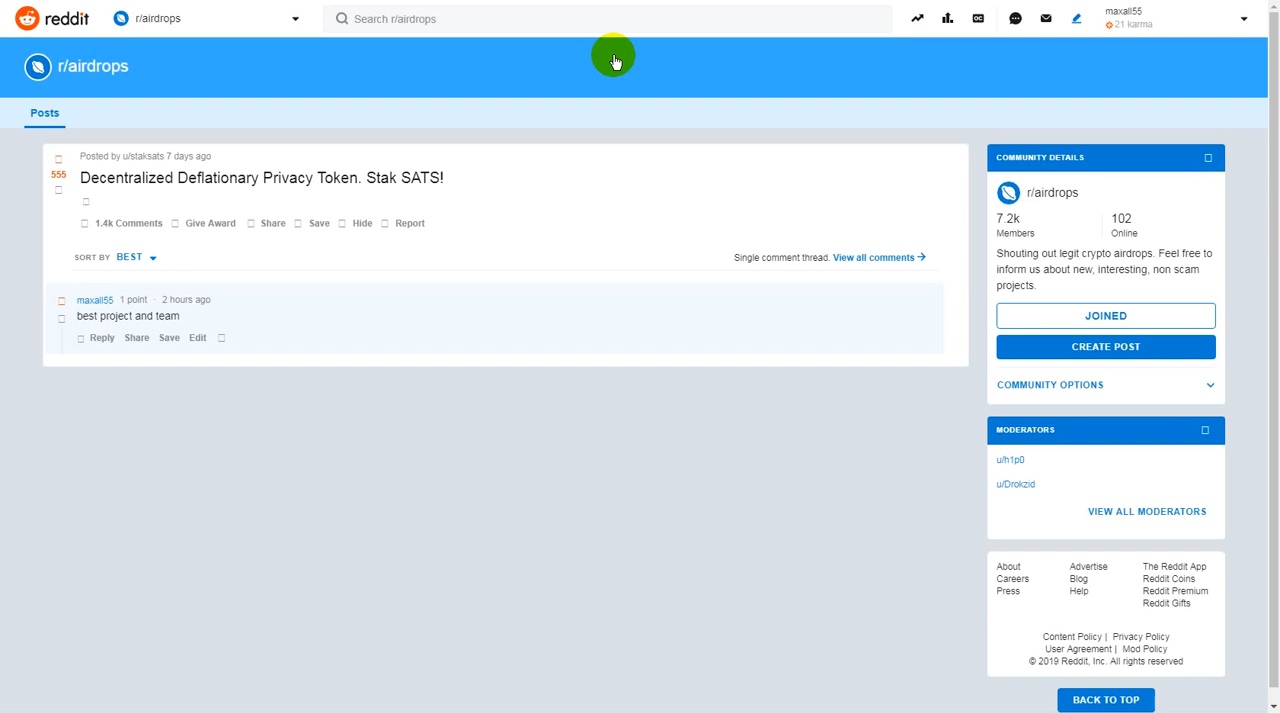 reddit r/airdrops Search r/airdrops maxall55
21 karma
r/airdrops
Posts
Posted by u/staksats 7 days ago
555 Decentralized Deflationary Privacy Token. Stak SATS!
1.4k Comments Give Award Share Save Hide Report
SORT BY BEST Single comment thread. View all comments
maxall55 1 point · 2 hours ago
best project and team
Reply Share Save Edit
COMMUNITY DETAILS
r/airdrops
7.2k 102
Members Online
Shouting out legit crypto airdrops. Feel free to
inform us about new, interesting, non scam
projects.
JOINED
CREATE POST
COMMUNITY OPTIONS
MODERATORS
u/h1p0
u/Drokzid
VIEW ALL MODERATORS
About Advertise The Reddit App
Careers Blog Reddit Coins
Press Help Reddit Premium
Reddit Gifts
Content Policy | Privacy Policy
User Agreement | Mod Policy
© 2019 Reddit, Inc. All rights reserved
BACK TO TOP